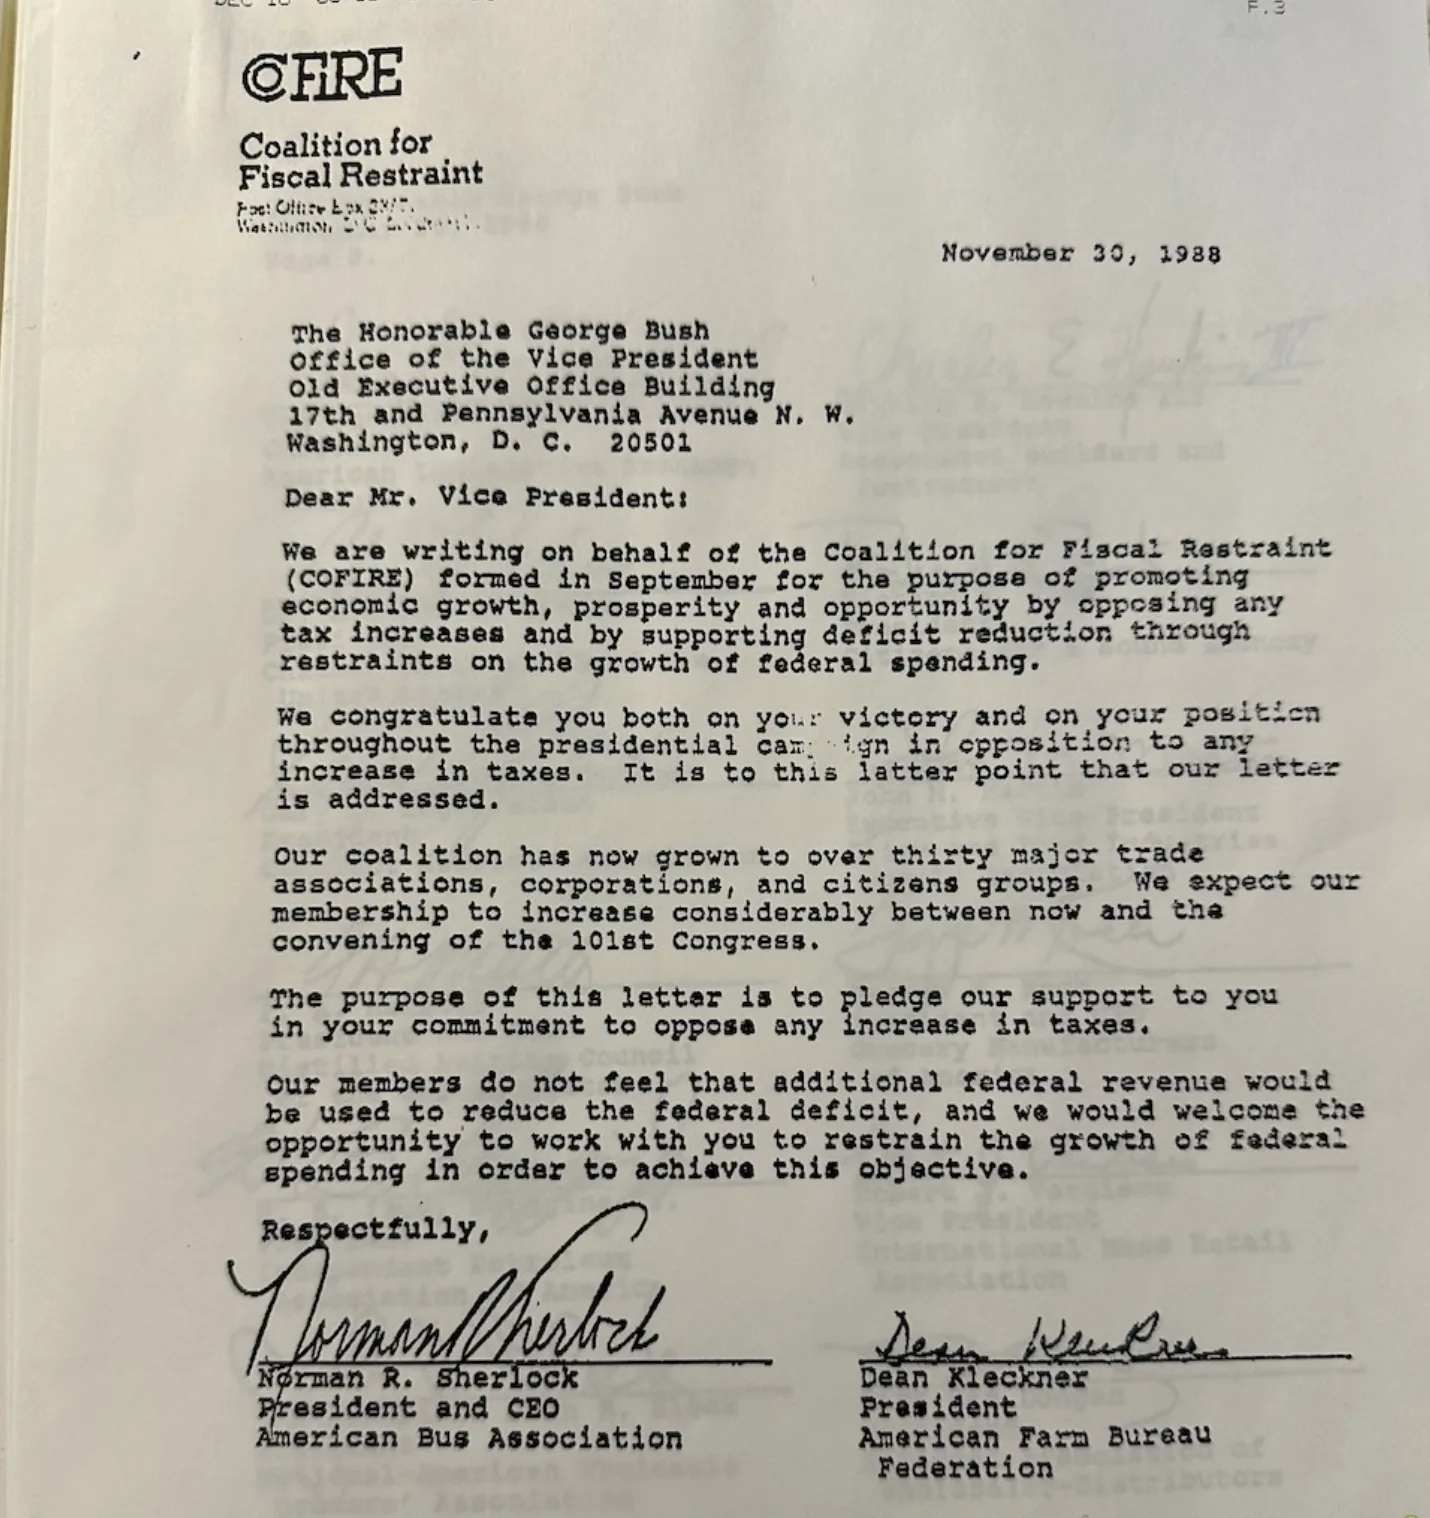 F.3
COFIRE
Coalition for
Fiscal Restraint
Post Office Box
Washington, D C
November 30, 1988
The Honorable George Bush
Office of the Vice President
Old Executive Office Building
17th and Pennsylvania Avenue N. W.
Washington, D. C. 20501
Dear Mr. Vice President:
We are writing on behalf of the Coalition for Fiscal Restraint
(COFIRE) formed in September for the purpose of promoting
economic growth, prosperity and opportunity by opposing any
tax increases and by supporting deficit reduction through
restraints on the growth of federal spending.
We congratulate you both on your victory and on your position
throughout the presidential campaign in opposition to any
increase in taxes. It is to this latter point that our letter
is addressed.
Our coalition has now grown to over thirty major trade
associations, corporations, and citizens groups. We expect our
membership to increase considerably between now and the
convening of the 101st Congress.
The purpose of this letter is to pledge our support to you
in your commitment to oppose any increase in taxes.
Our members do not feel that additional federal revenue would
be used to reduce the federal deficit, and we would welcome the
opportunity to work with you to restrain the growth of federal
spending in order to achieve this objective.
Respectfully,
Norman R Sherlock
Norman R. Sherlock
President and CEO
American Bus Association
Dean Kleckner
Dean Kleckner
President
American Farm Bureau
Federation